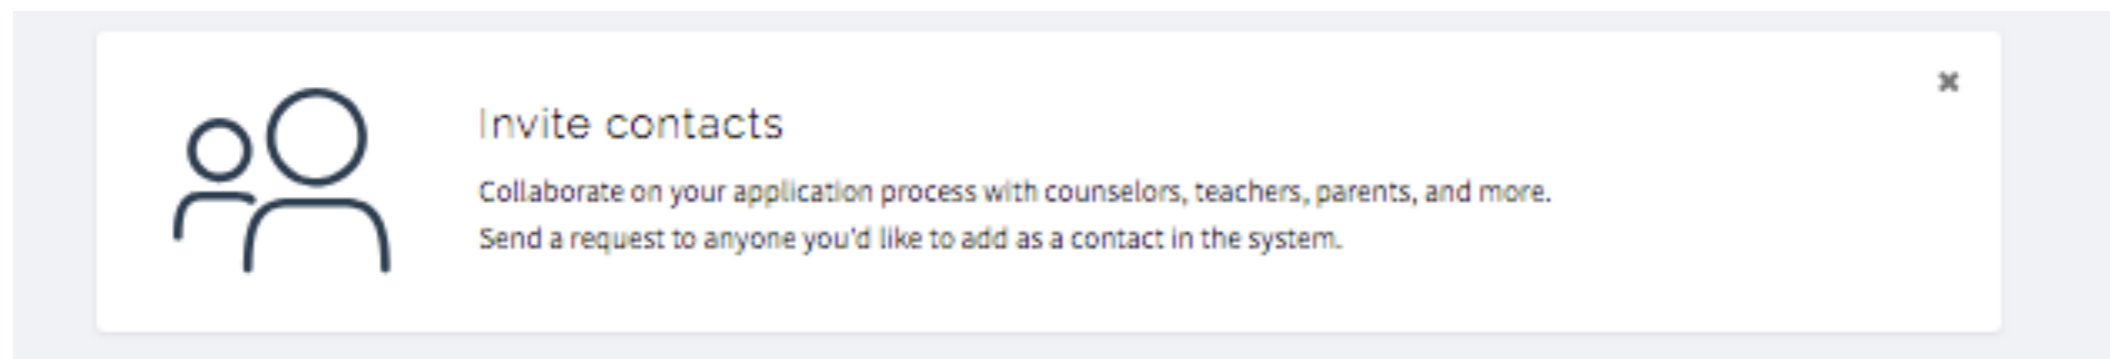 Invite contacts
Collaborate on your application process with counselors, teachers, parents, and more.
Send a request to anyone you'd like to add as a contact in the system.